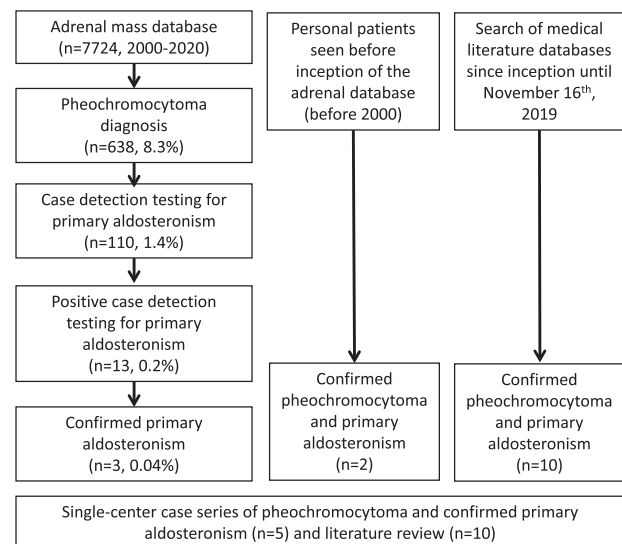 Adrenal mass database
(n=7724, 2000-2020)
Pheochromocytoma
diagnosis
(n=638, 8.3%)
Case detection testing for
primary aldosteronism
(n=110, 1.4%)
Positive case detection
testing for primary
aldosteronism
(n=13, 0.2%)
Confirmed primary
aldosteronism
(n=3, 0.04%)
Personal patients
seen before
inception of the
adrenal database
(before 2000)
Confirmed
pheochromocytoma
and primary
aldosteronism
(n=2)
Search of medical
literature databases
since inception until
November 16th,
2019
Confirmed
pheochromocytoma
and primary
aldosteronism
(n=10)
Single-center case series of pheochromocytoma and confirmed primary
aldosteronism (n=5) and literature review (n=10)